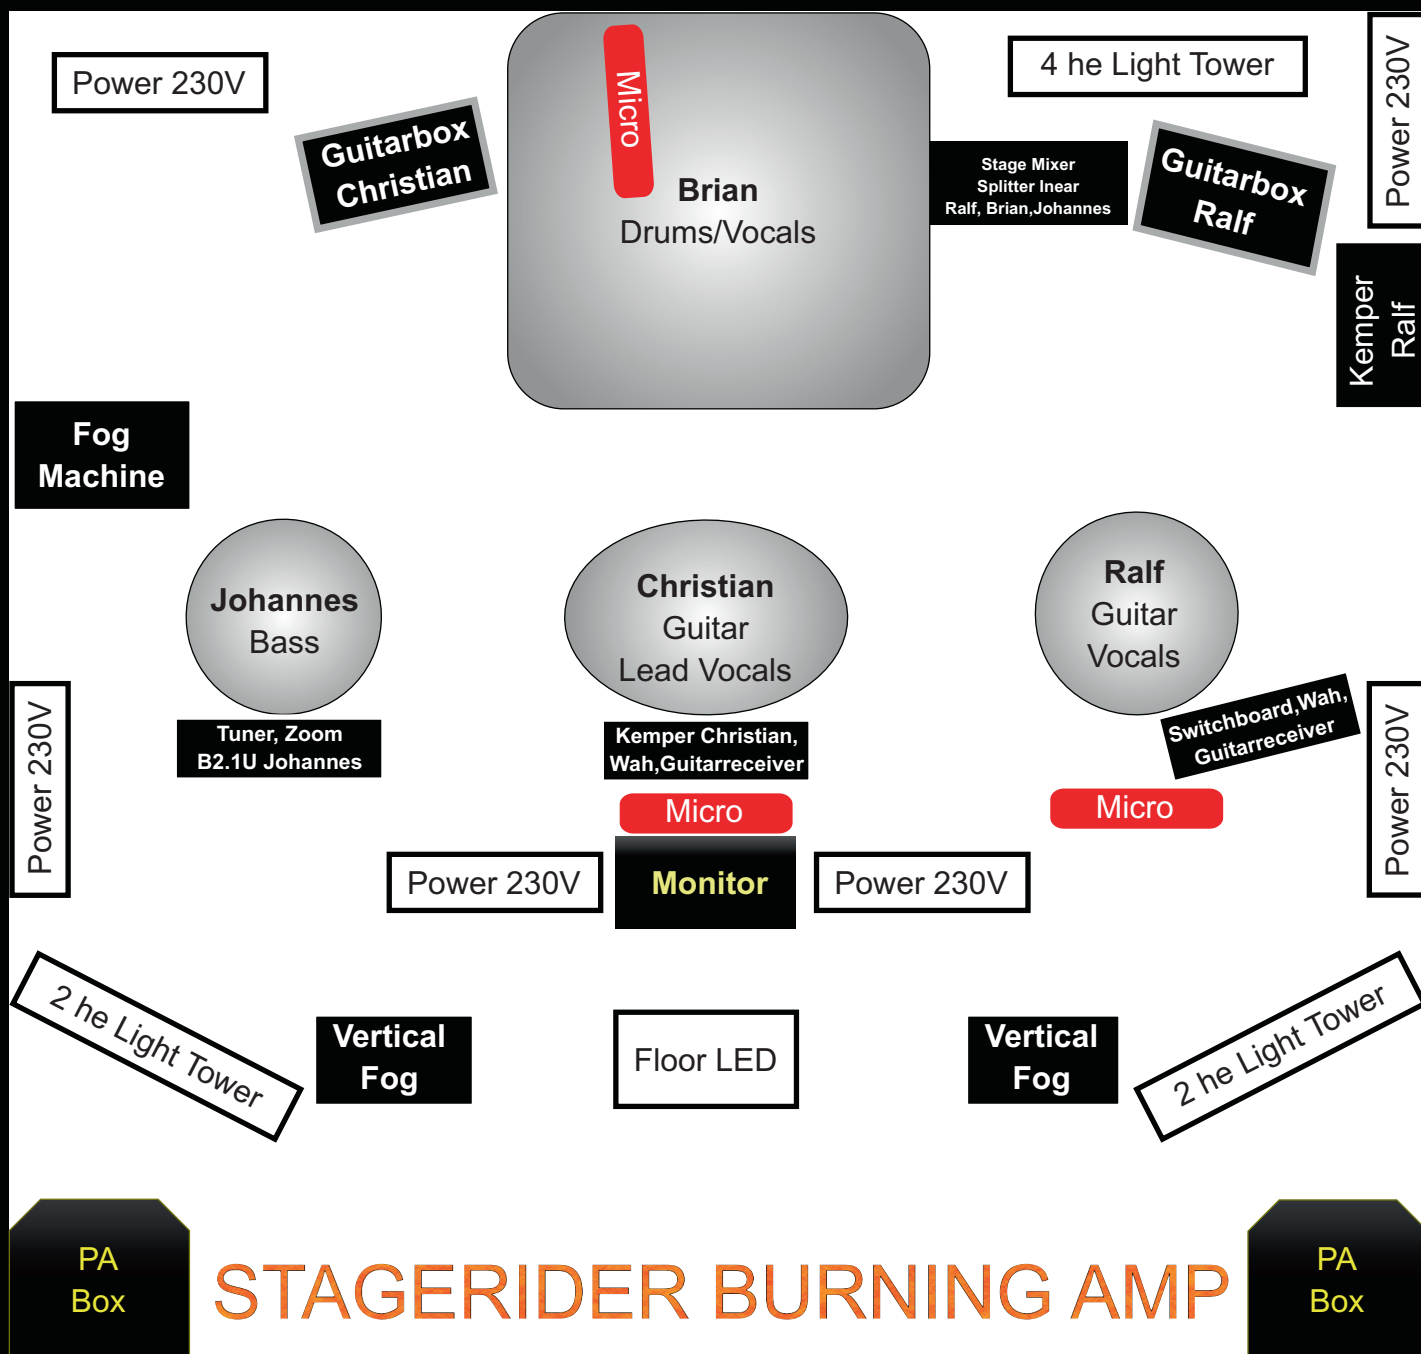 Power 230V
Guitarbox
Christian
Micro
Brian
Drums/Vocals
4 he Light Tower
Power 230V
Stage Mixer
Splitter Inear
Ralf, Brian,Johannes
Guitarbox
Ralf
Kemper
Ralf
Fog
Machine
Johannes
Bass
Christian
Guitar
Lead Vocals
Ralf
Guitar
Vocals
Power 230V
Tuner, Zoom
B2.1U Johannes
Kemper Christian,
Wah,Guitarreceiver
Switchboard,Wah,
Guitarreceiver
Power 230V
Micro
Micro
Power 230V
Monitor
Power 230V
2 he Light Tower
Vertical
Fog
Floor LED
Vertical
Fog
2 he Light Tower
PA
Box
STAGERIDER BURNING AMP
PA
Box